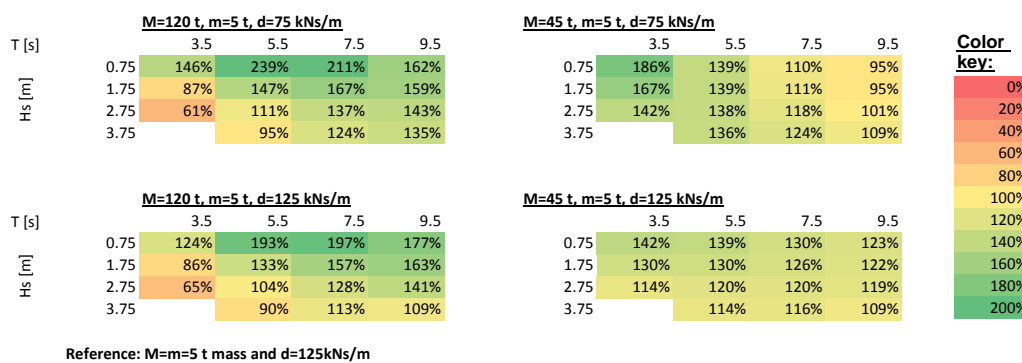 M=120 t, m=5 t, d=75 kNs/m
T [s] 3.5 5.5 7.5 9.5
Hs [m]
0.75 146% 239% 211% 162%
1.75 87% 147% 167% 159%
2.75 61% 111% 137% 143%
3.75 95% 124% 135%
M=45 t, m=5 t, d=75 kNs/m
3.5 5.5 7.5 9.5
0.75 186% 139% 110% 95%
1.75 167% 139% 111% 95%
2.75 142% 138% 118% 101%
3.75 136% 124% 109%
M=120 t, m=5 t, d=125 kNs/m
T [s] 3.5 5.5 7.5 9.5
Hs [m]
0.75 124% 193% 197% 177%
1.75 86% 133% 157% 163%
2.75 65% 104% 128% 141%
3.75 90% 113% 109%
M=45 t, m=5 t, d=125 kNs/m
3.5 5.5 7.5 9.5
0.75 142% 139% 130% 123%
1.75 130% 130% 126% 122%
2.75 114% 120% 120% 119%
3.75 114% 116% 109%
Color
key:
0%
20%
40%
60%
80%
100%
120%
140%
160%
180%
200%
Reference: M=m=5 t mass and d=125kNs/m